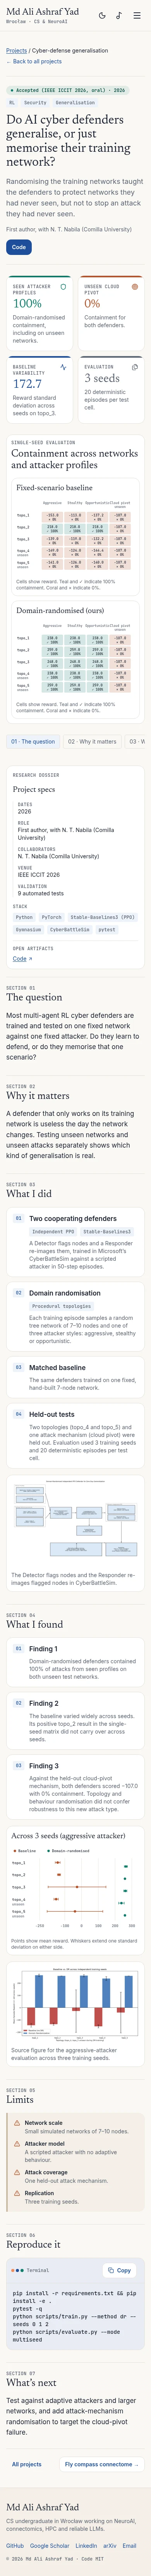 Md Ali Ashraf Yad
Wrocław · CS & NeuroAI
Projects / Cyber-defense generalisation
← Back to all projects
Accepted (IEEE ICCIT 2026, oral) · 2026
RL Security Generalisation
Do AI cyber defenders
generalise, or just
memorise their training
network?
Randomising the training networks lets
the defenders protect networks they
have not seen, but does not stop an
attack they had never seen.
First author, with N. T. Nabila (Comilla University)
Code
SEEN ATTACKER
PROFILES
100%
Domain-randomised
containment,
including on unseen
networks.
UNSEEN CLOUD
PIVOT
0%
Containment for
both defenders.
BASELINE
VARIABILITY
172.7
Reward standard
deviation across
seeds on topo_3.
EVALUATION
3 seeds
20 deterministic
episodes per test
cell.
SINGLE-SEED EVALUATION
Containment across networks
and attacker profiles
Fixed-scenario baseline
Cells show reward. Teal and ✓ indicate 100%
containment. Coral and × indicate 0%.
Domain-randomised (ours)
Cells show reward. Teal and ✓ indicate 100%
containment. Coral and × indicate 0%.
01 · The question
02 · Why it matters
RESEARCH DOSSIER
Project specs
DATES
2026
ROLE
First author, with N. T. Nabila (Comilla
University)
COLLABORATORS
N. T. Nabila (Comilla University)
VENUE
IEEE ICCIT 2026
VALIDATION
9 automated tests
STACK
Python PyTorch Stable-Baselines3 (PPO)
Gymnasium CyberBattleSim pytest
OPEN ARTIFACTS
Code ↗
SECTION 01
The question
Most multi-agent RL cyber defenders are
trained and tested on one fixed network
against one fixed attacker. Do they learn to
defend, or do they memorise that one
scenario?
SECTION 02
Why it matters
A defender that only works on its training
network is useless the day the network
changes. Testing unseen networks and
unseen attacks separately shows which
kind of generalisation is real.
SECTION 03
What I did
01 Two cooperating defenders
Independent PPO Stable-Baselines3
A Detector flags nodes and a Responder
re-images them, trained in Microsoft's
CyberBattleSim against a scripted
attacker in 50-step episodes.
02 Domain randomisation
Procedural topologies
Each training episode samples a random
tree network of 7–10 nodes and one of
three attacker styles: aggressive, stealthy
or opportunistic.
03 Matched baseline
The same defenders trained on one fixed,
hand-built 7-node network.
04 Held-out tests
Two topologies (topo_4 and topo_5) and
one attack mechanism (cloud pivot) were
held out. Evaluated 3 training seeds and
20 deterministic episodes per test
cell.
The Detector flags nodes and the Responder re-
images flagged nodes in CyberBattleSim.
SECTION 04
What I found
01 Finding 1
Domain-randomised defenders contained
100% of attacks from seen profiles on
both unseen test networks.
02 Finding 2
The baseline varied widely across seeds.
Its positive topo_2 result in the single-
seed matrix did not carry over across
seeds.
03 Finding 3
Against the held-out cloud-pivot
mechanism, both defenders scored −107.0
with 0% containment. Topology and
behaviour randomisation did not confer
robustness to this new attack type.
Across 3 seeds (aggressive attacker)
Baseline Domain-randomised
topo_1
topo_2
topo_3
topo_4
unseen
topo_5
unseen
Points show mean reward. Whiskers extend one standard
deviation on either side.
Source figure for the aggressive-attacker
evaluation across three training seeds.
SECTION 05
Limits
Network scale
Small simulated networks of 7–10 nodes.
Attacker model
A scripted attacker with no adaptive
behaviour.
Attack coverage
One held-out attack mechanism.
Replication
Three training seeds.
SECTION 06
Reproduce it
Terminal
Copy
pip install -r requirements.txt && pip
install -e .
pytest -q
python scripts/train.py --method dr --
seeds 0 1 2
python scripts/evaluate.py --mode
multiseed
SECTION 07
What's next
Test against adaptive attackers and larger
networks, and add attack-mechanism
randomisation to target the cloud-pivot
failure.
All projects
Fly compass connectome →
Md Ali Ashraf Yad
CS undergraduate in Wrocław working on NeuroAI,
connectomics, HPC and reliable LLMs.
GitHub Google Scholar LinkedIn arXiv Email
© 2026 Md Ali Ashraf Yad · Code MIT